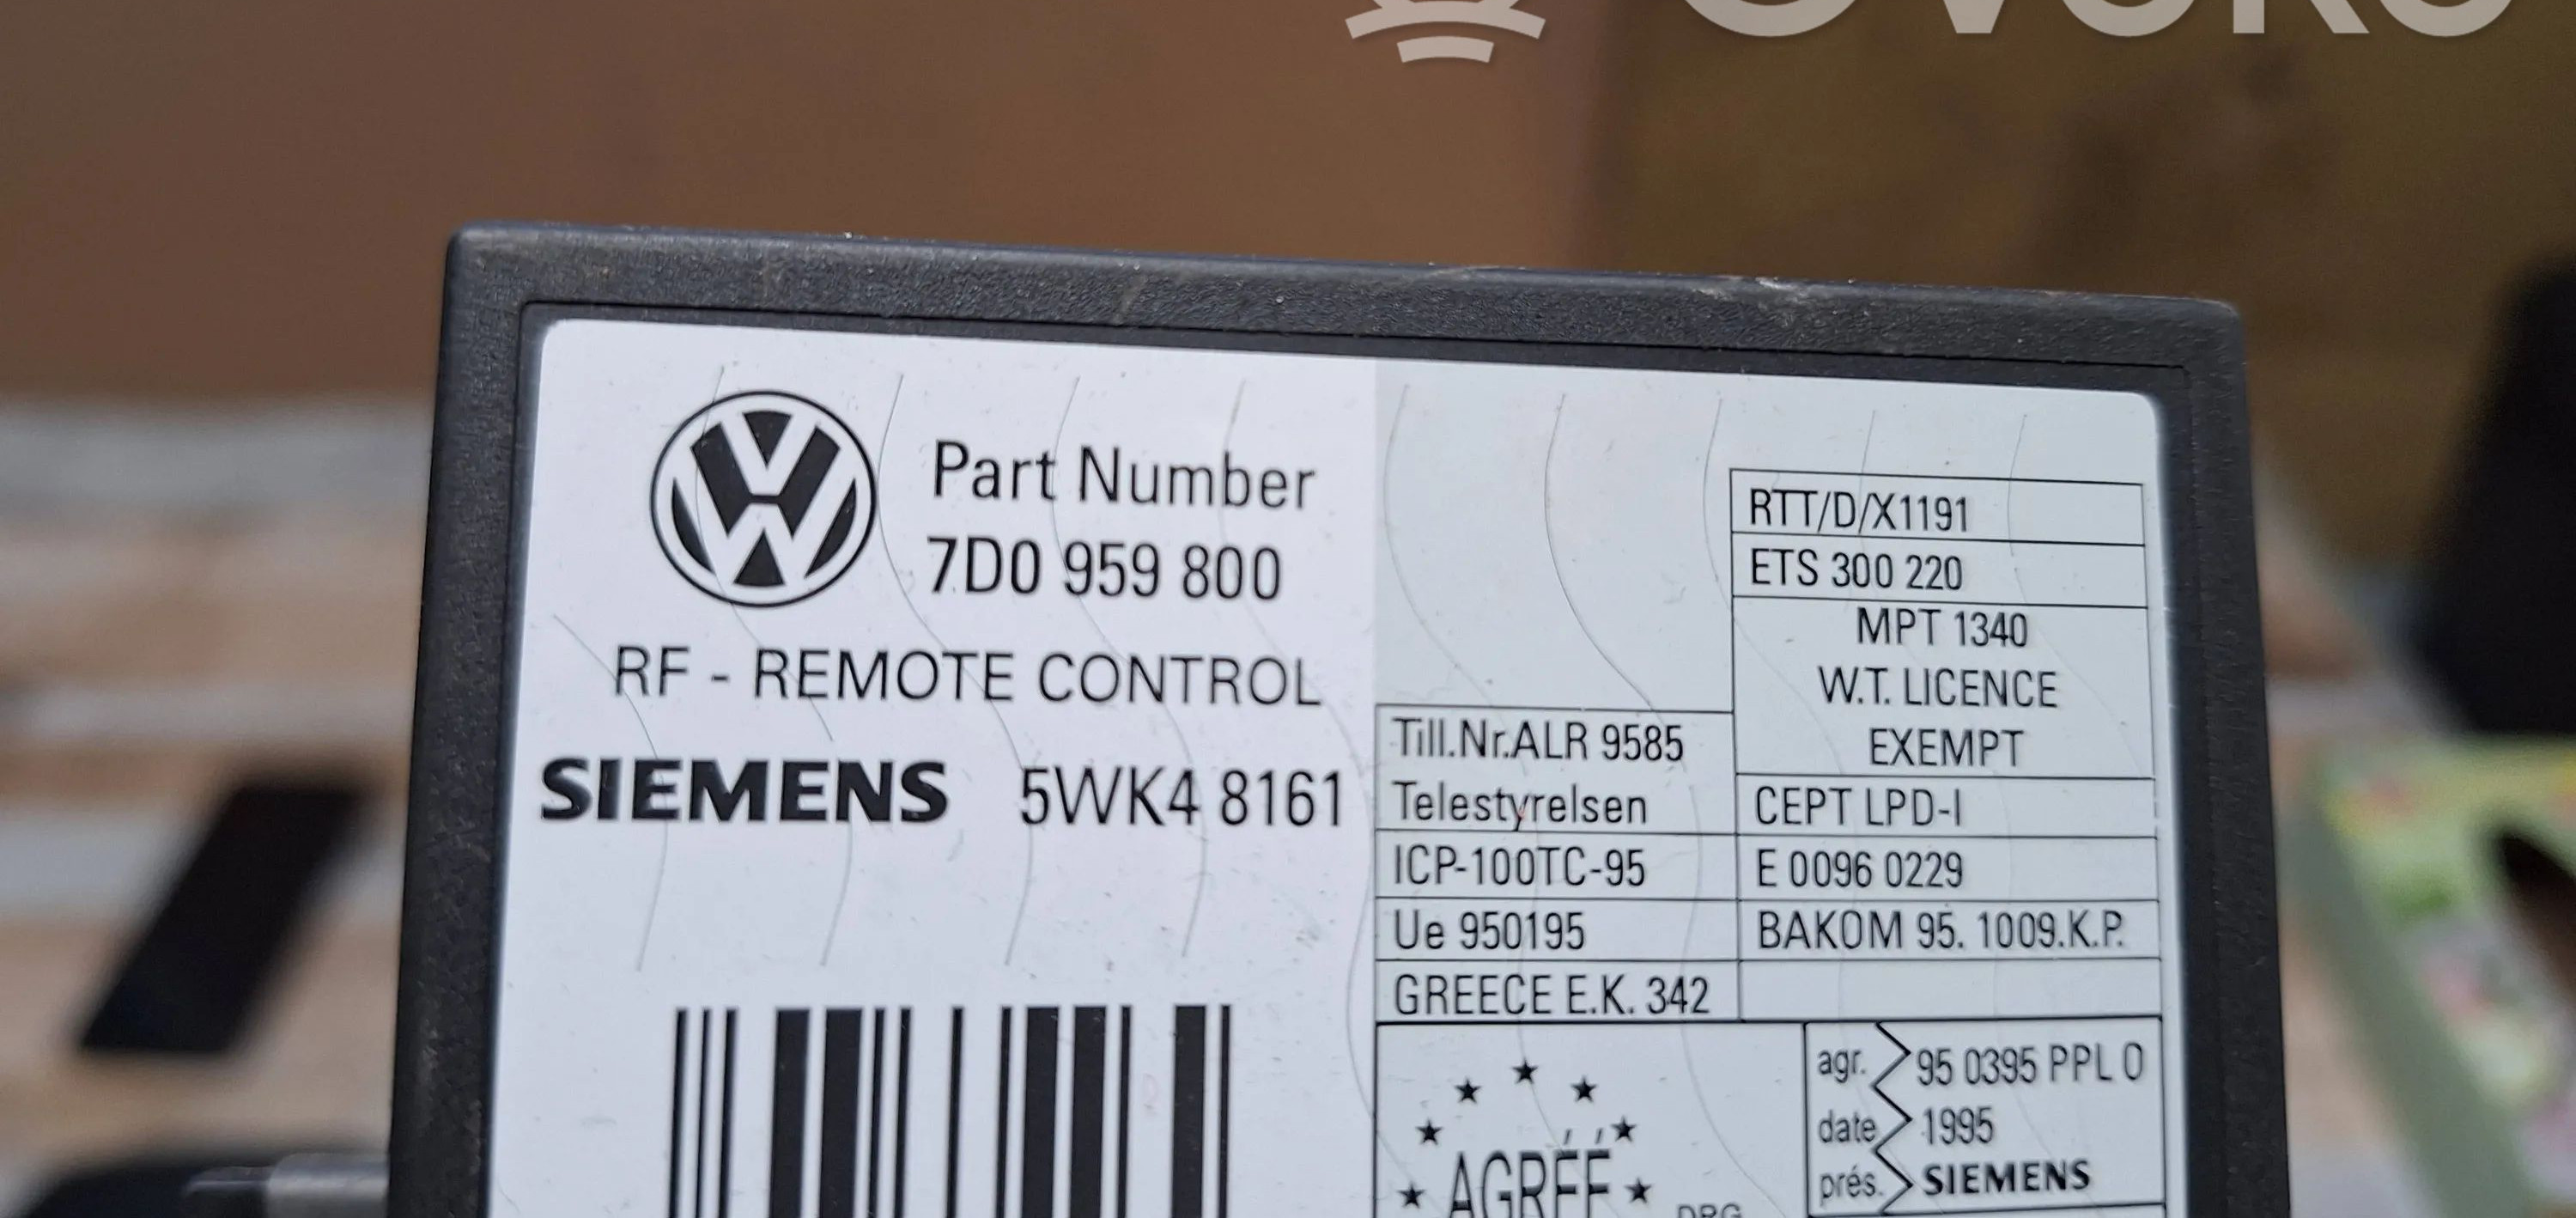 Part Number
7D0 959 800
RF - REMOTE CONTROL
SIEMENS 5WK4 8161
RTT/D/X1191
ETS 300 220
MPT 1340
W.T. LICENCE
EXEMPT
Till.Nr.ALR 9585
Telestyrelsen
CEPT LPD-I
ICP-100TC-95
E 0096 0229
Ue 950195
BAKOM 95. 1009.K.P.
GREECE E.K. 342
agr. 95 0395 PPL 0
date 1995
prés. SIEMENS
AGRÉÉ